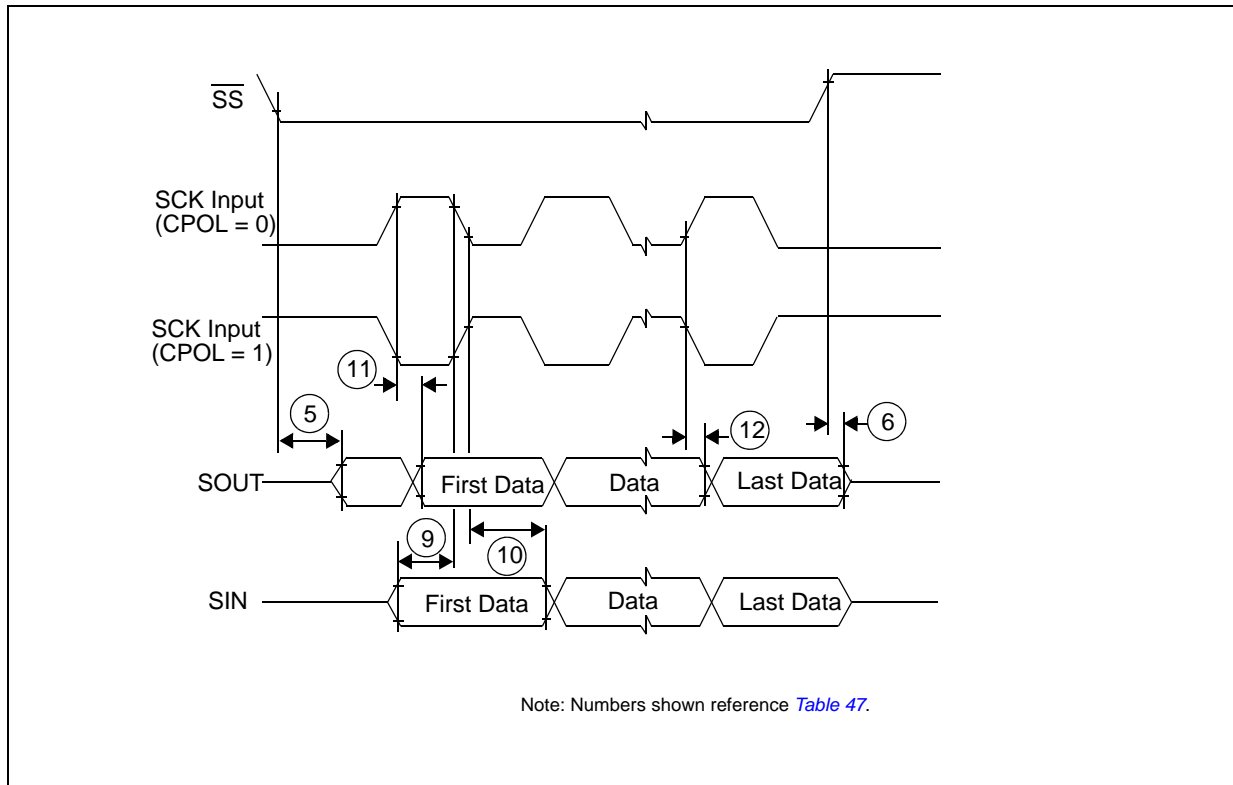 SS
SCK Input
(CPOL = 0)
SCK Input
(CPOL = 1)
11
5
12
6
SOUT
First Data
Data
Last Data
9
10
SIN
First Data
Data
Last Data
Note: Numbers shown reference Table 47.